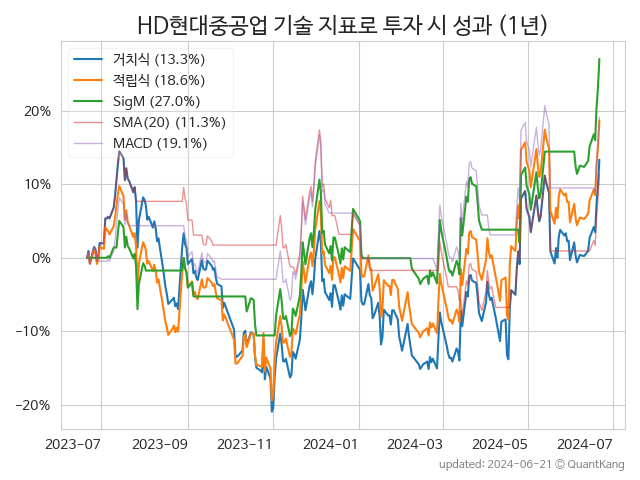 HD현대중공업 기술 지표로 투자 시 성과 (1년)
거치식 (13.3%)
적립식 (18.6%)
SigM (27.0%)
SMA(20) (11.3%)
MACD (19.1%)
20%
10%
0%
−10%
−20%
2023-07
2023-09
2023-11
2024-01
2024-03
2024-05
2024-07
updated: 2024-06-21 © QuantKang